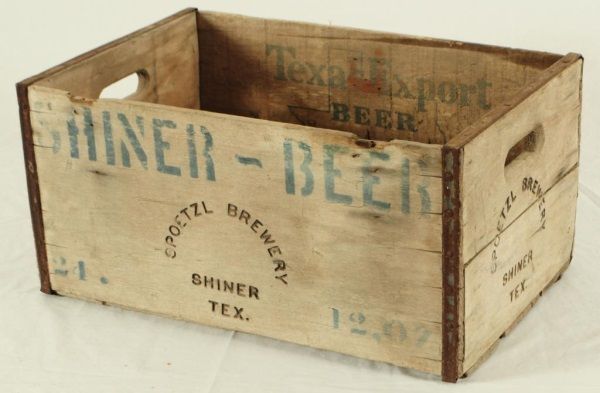 Texas Export
BEER
SHINER - BEER
SPOETZL BREWERY
SHINER
TEX.
24.
12.OZ
SPOETZL BREWERY
SHINER
TEX.